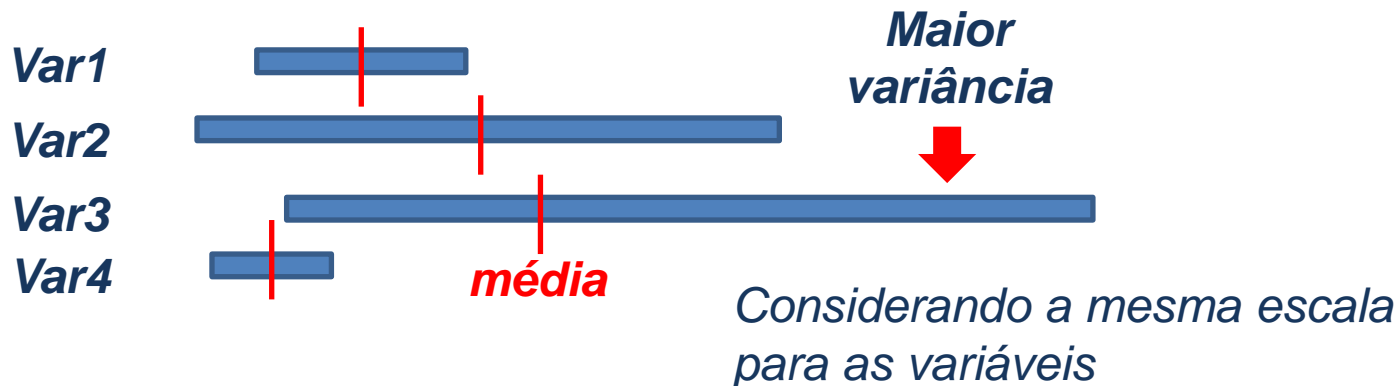 Var1
Maior
variância
Var2
Var3
Var4
média
Considerando a mesma escala
para as variáveis